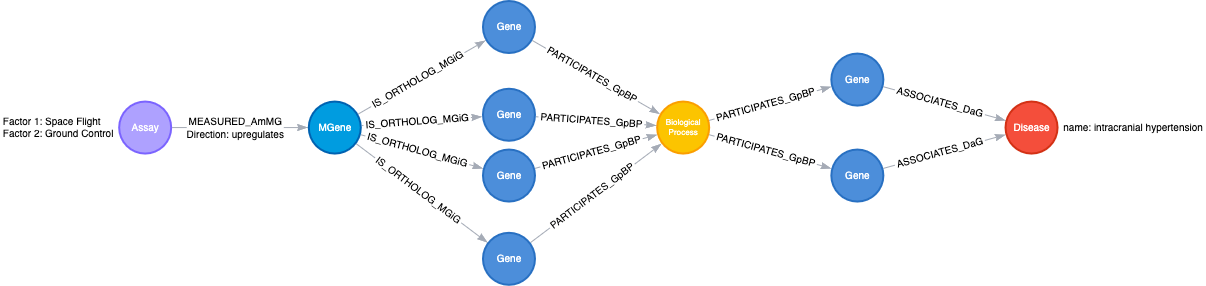 Factor 1: Space Flight
Factor 2: Ground Control
Assay
MEASURED_AmMG
Direction: upregulates
MGene
IS_ORTHOLOG_MGiG
IS_ORTHOLOG_MGiG
IS_ORTHOLOG_MGiG
IS_ORTHOLOG_MGiG
Gene
Gene
Gene
Gene
PARTICIPATES_GpBP
PARTICIPATES_GpBP
PARTICIPATES_GpBP
PARTICIPATES_GpBP
Biological
Process
PARTICIPATES_GpBP
PARTICIPATES_GpBP
Gene
Gene
ASSOCIATES_DaG
ASSOCIATES_DaG
Disease
name: intracranial hypertension